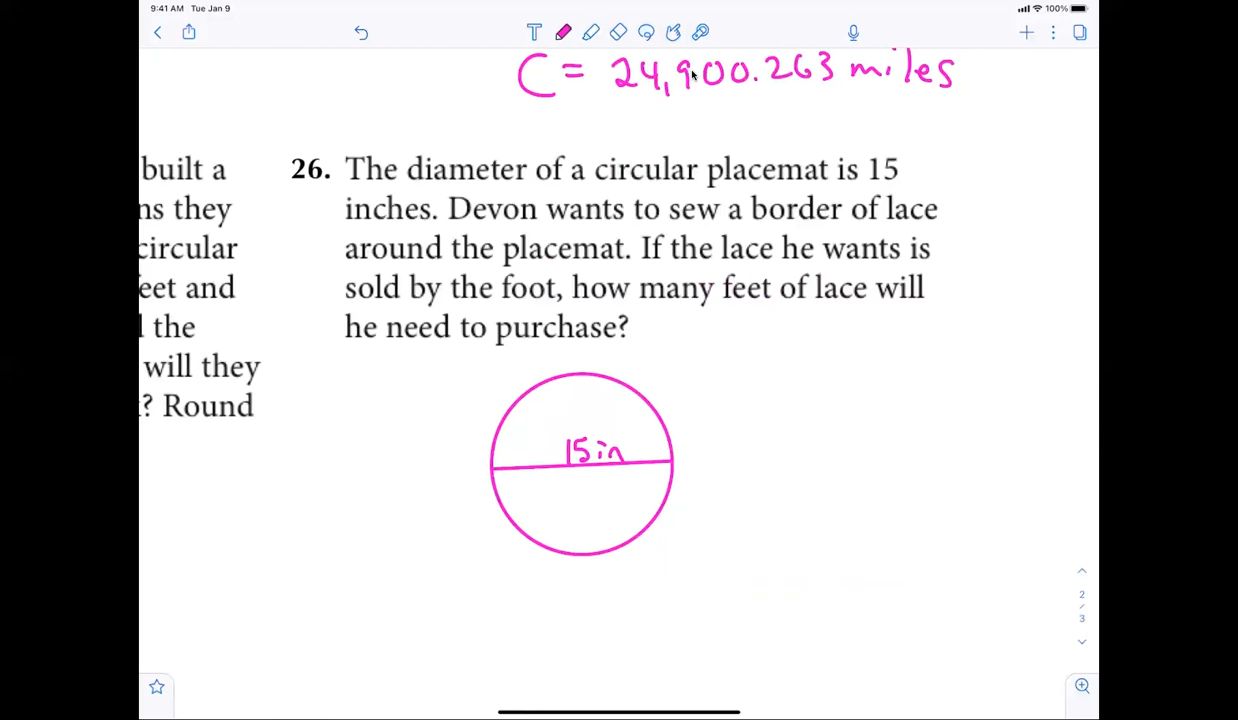 9:41 AM Tue Jan 9
100%
C = 24,900.263 miles
built a
ns they
circular
eet and
the
will they
? Round
26. The diameter of a circular placemat is 15
inches. Devon wants to sew a border of lace
around the placemat. If the lace he wants is
sold by the foot, how many feet of lace will
he need to purchase?
15 in
2
/
3